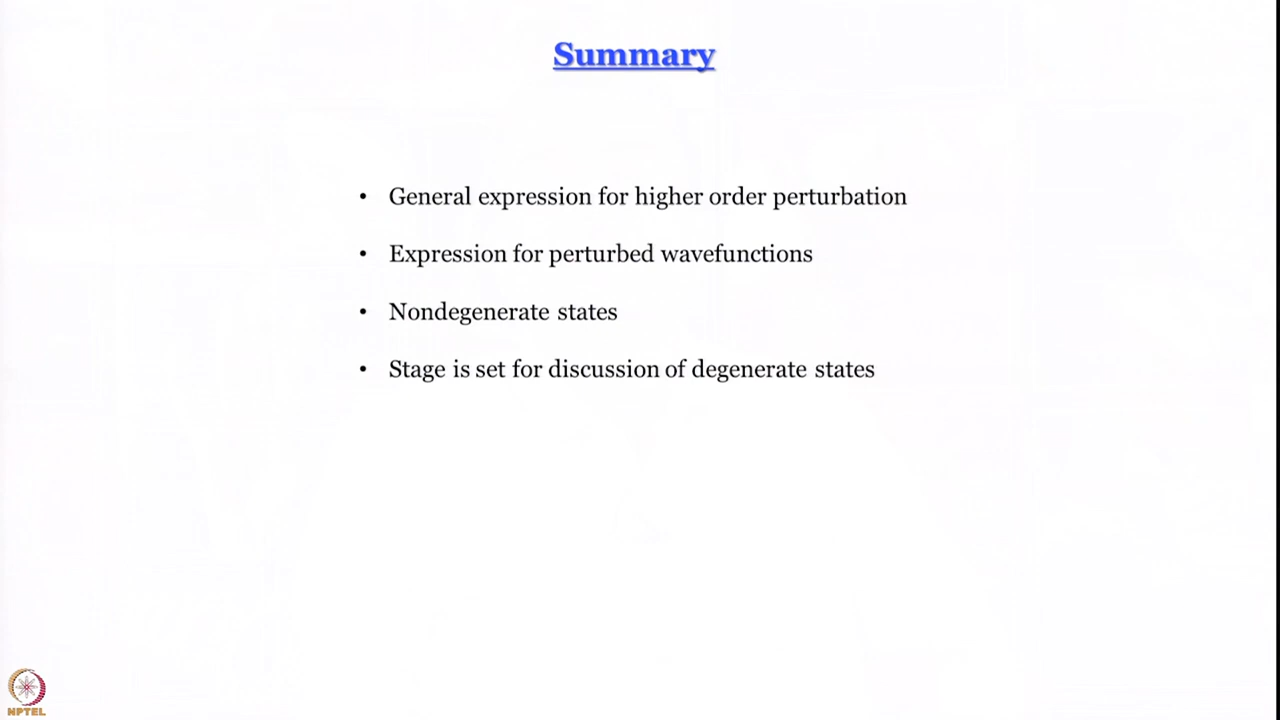 Summary
• General expression for higher order perturbation
• Expression for perturbed wavefunctions
• Nondegenerate states
• Stage is set for discussion of degenerate states
NPTEL